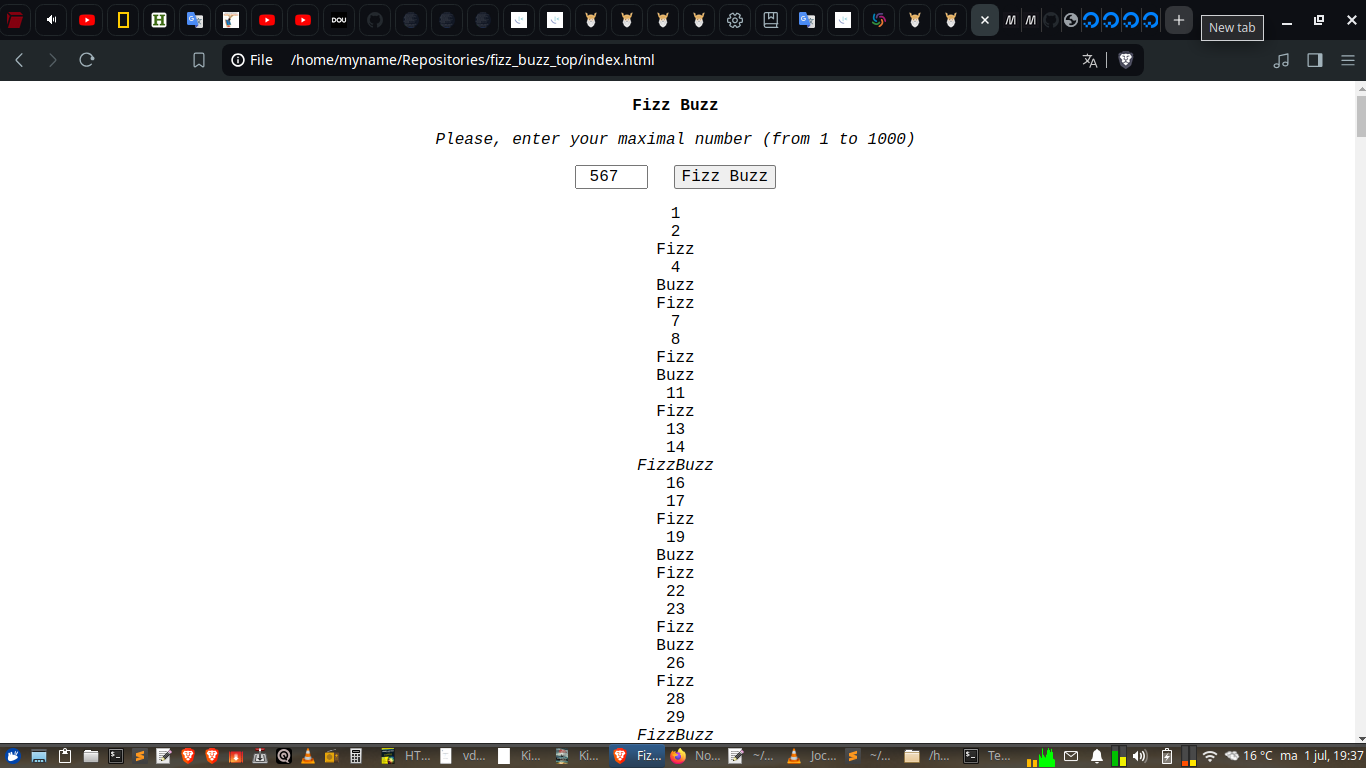 DOU
M M
New tab
File /home/myname/Repositories/fizz_buzz_top/index.html
Fizz Buzz
Please, enter your maximal number (from 1 to 1000)
567 Fizz Buzz
1
2
Fizz
4
Buzz
Fizz
7
8
Fizz
Buzz
11
Fizz
13
14
FizzBuzz
16
17
Fizz
19
Buzz
Fizz
22
23
Fizz
Buzz
26
Fizz
28
29
FizzBuzz
HT... vd... Ki... Ki... Fiz... No... ~/... Joc... ~/... /h... Te... 16 °C ma 1 jul, 19:37